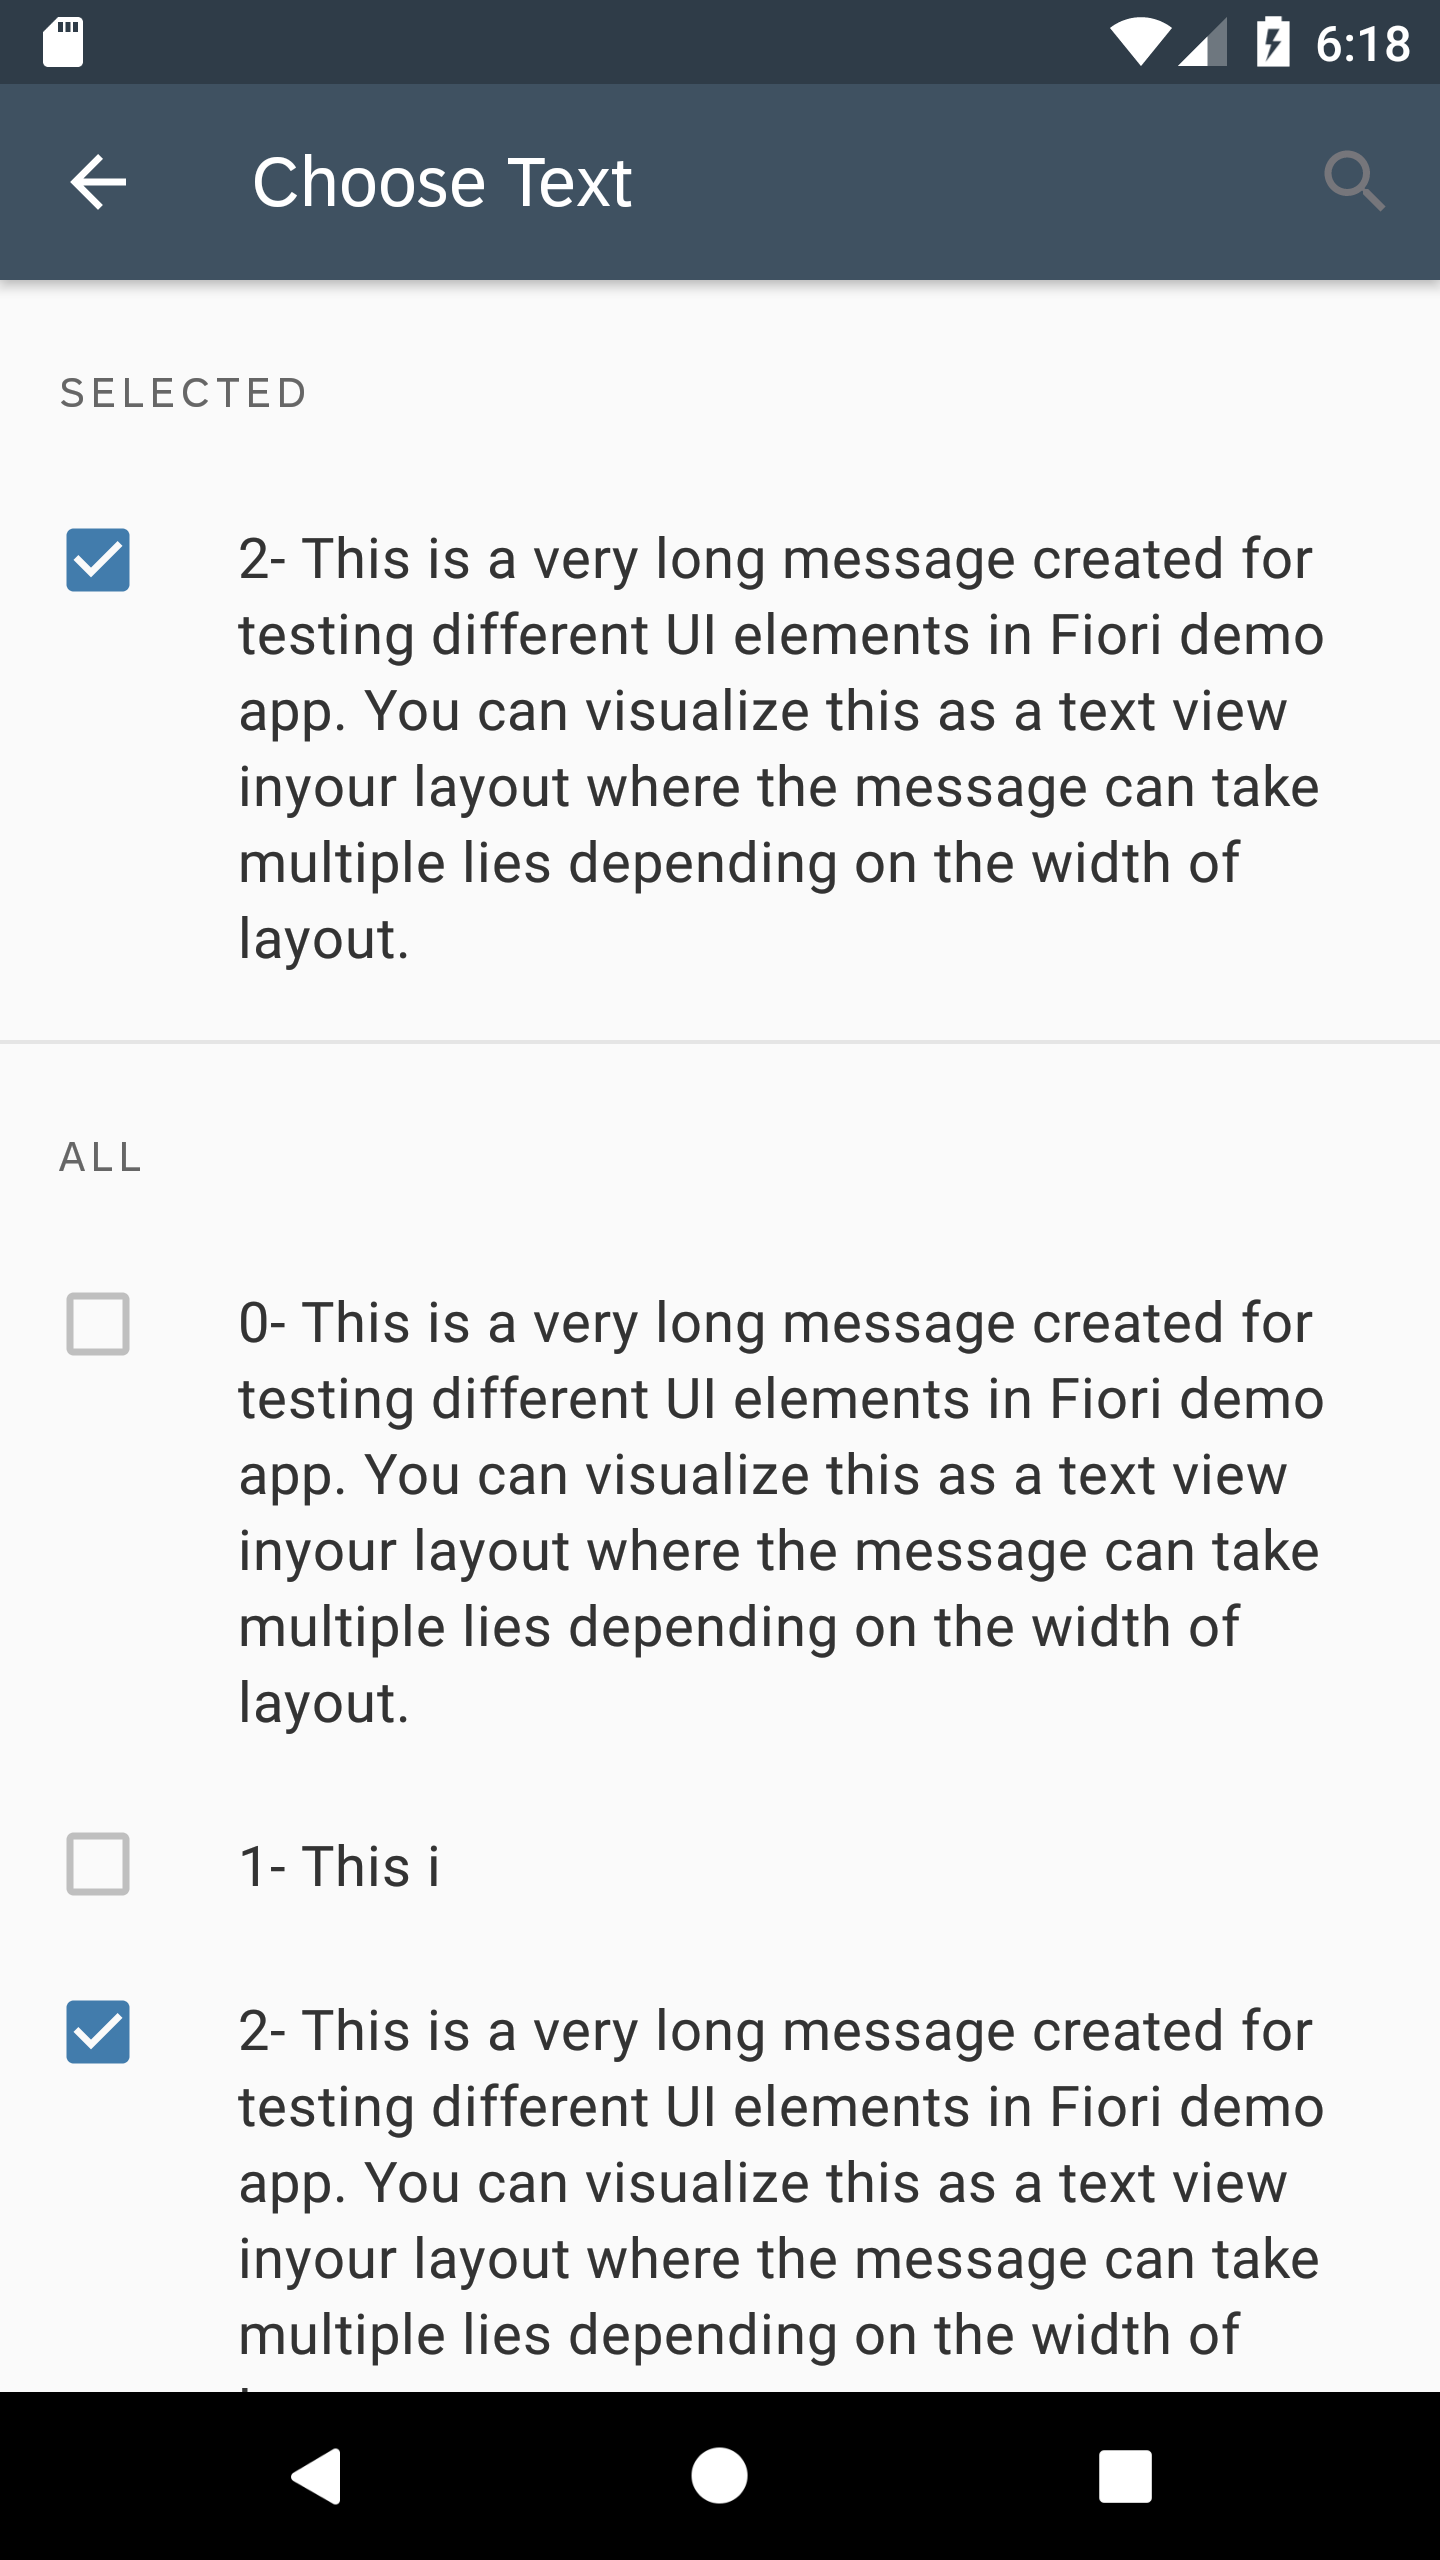 6:18
Choose Text
SELECTED
2- This is a very long message created for
testing different UI elements in Fiori demo
app. You can visualize this as a text view
inyour layout where the message can take
multiple lies depending on the width of
layout.
ALL
0- This is a very long message created for
testing different UI elements in Fiori demo
app. You can visualize this as a text view
inyour layout where the message can take
multiple lies depending on the width of
layout.
1- This i
2- This is a very long message created for
testing different UI elements in Fiori demo
app. You can visualize this as a text view
inyour layout where the message can take
multiple lies depending on the width of